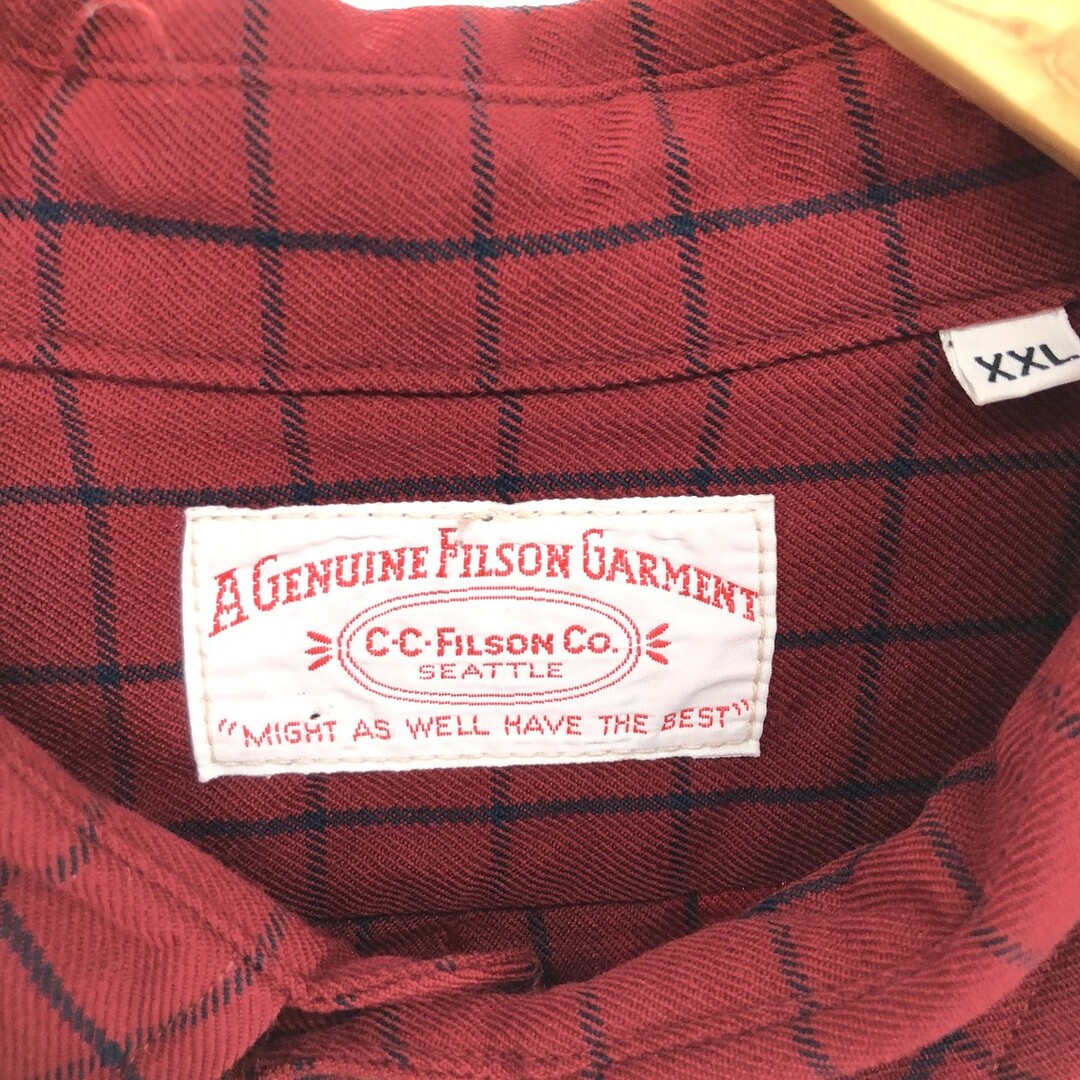 XXL
A GENUINE FILSON GARMENT
C·C·FILSON CO.
SEATTLE
"MIGHT AS WELL HAVE THE BEST"